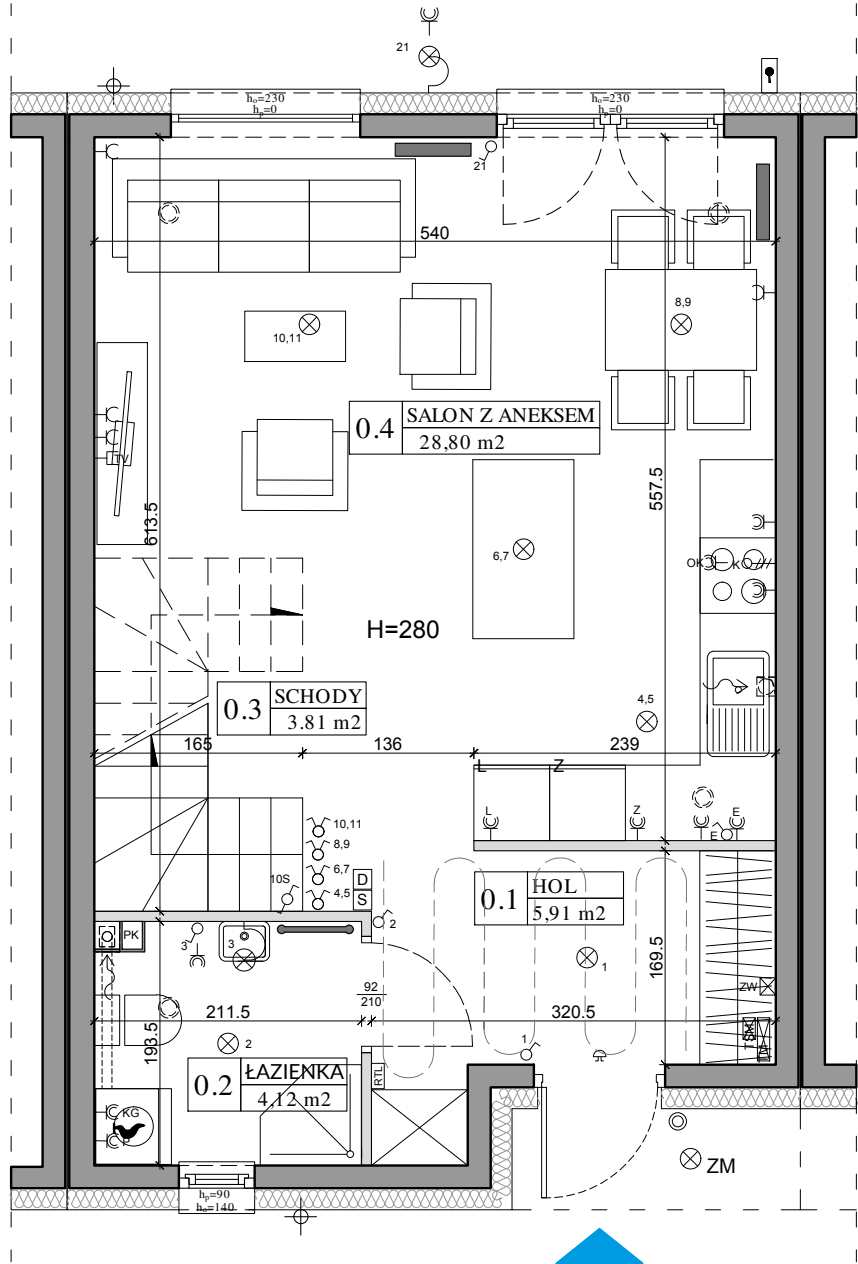 21
hₒ=230
hₚ=0
hₒ=230
hₚ=0
21
540
8,9
10,11
0.4
SALON Z ANEKSEM
28,80 m2
TV
613.5
557.5
6,7
OK
K
H=280
0.3
SCHODY
3.81 m2
4,5
165
136
239
L
Z
L
Z
E
E
10,11
8,9
6,7
4,5
10S
D
S
0.1
HOL
5,91 m2
2
PK
3
3
1
169.5
ZW
92
210
211.5
320.5
193.5
2
1
0.2
ŁAZIENKA
4,12 m2
RTL
KG
P
ZM
hₚ=90
hₒ=140